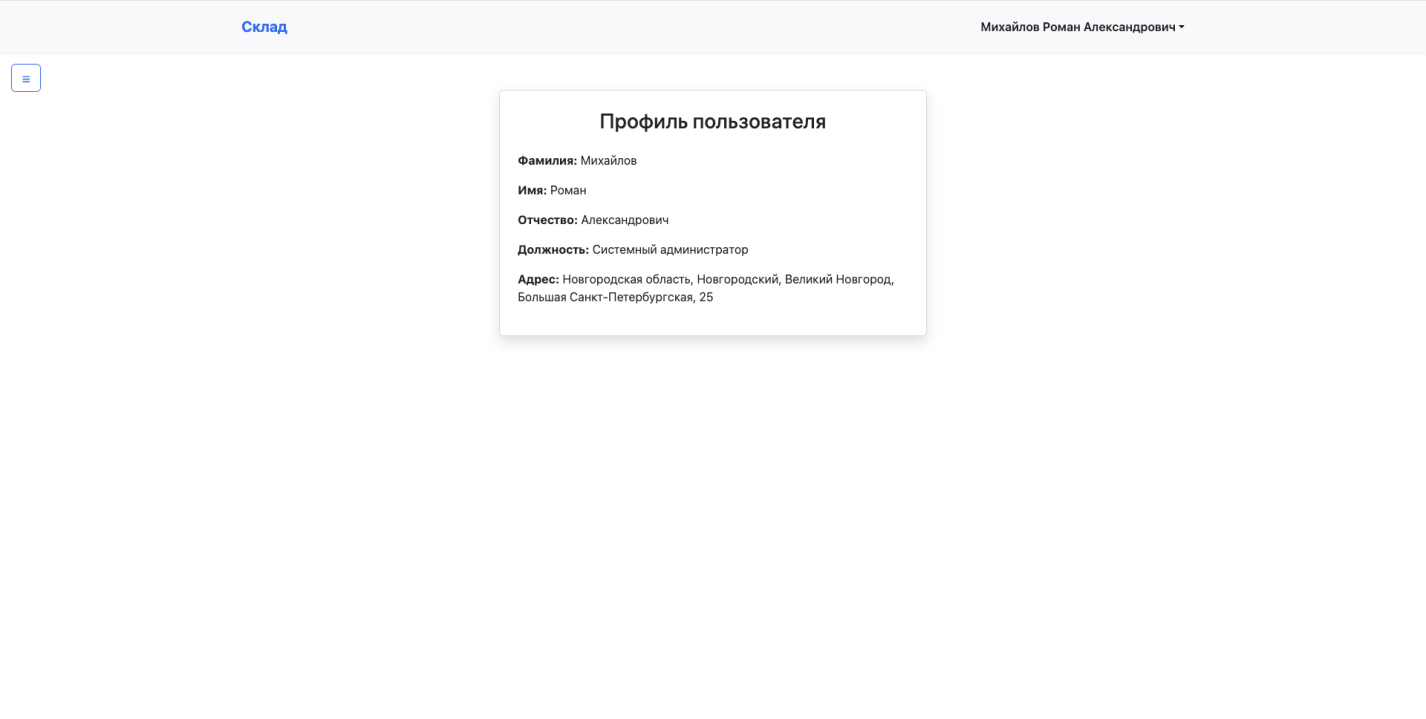 Склад
Михайлов Роман Александрович
Профиль пользователя
Фамилия: Михайлов
Имя: Роман
Отчество: Александрович
Должность: Системный администратор
Адрес: Новгородская область, Новгородский, Великий Новгород,
Большая Санкт-Петербургская, 25